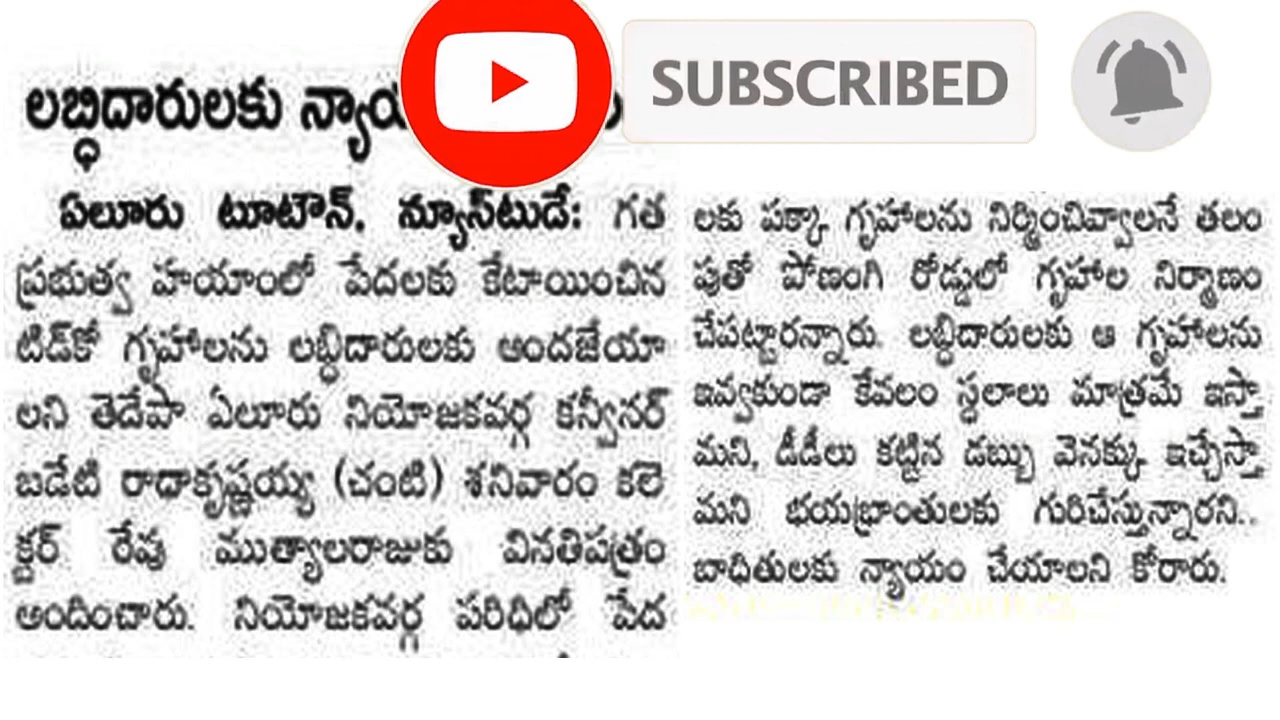 SUBSCRIBED
లబ్ధిదారులకు
ఏలూరు టూటౌన్, న్యూస్‌టుడే: గత
ప్రభుత్వ హయాంలో పేదలకు కేటాయించిన
టిడ్‌కో గృహాలను లబ్ధిదారులకు అందజేయా
లని తెదేపా ఏలూరు నియోజకవర్గ కన్వీనర్
బడేటి రాధాకృష్ణయ్య (చంటి) శనివారం కలె
క్టర్ రేవు ముత్యాలరాజుకు వినతిపత్రం
అందించారు. నియోజకవర్గ పరిధిలో పేద
లకు పక్కా గృహాలను నిర్మించివ్వాలనే తలం
పుతో పోణంగి రోడ్డులో గృహాల నిర్మాణం
చేపట్టారన్నారు. లబ్ధిదారులకు ఆ గృహాలను
ఇవ్వకుండా కేవలం స్థలాలు మాత్రమే ఇస్తా
మని, డీడీలు కట్టిన డబ్బు వెనక్కు ఇచ్చేస్తా
మని భయభ్రాంతులకు గురిచేస్తున్నారని..
బాధితులకు న్యాయం చేయాలని కోరారు.